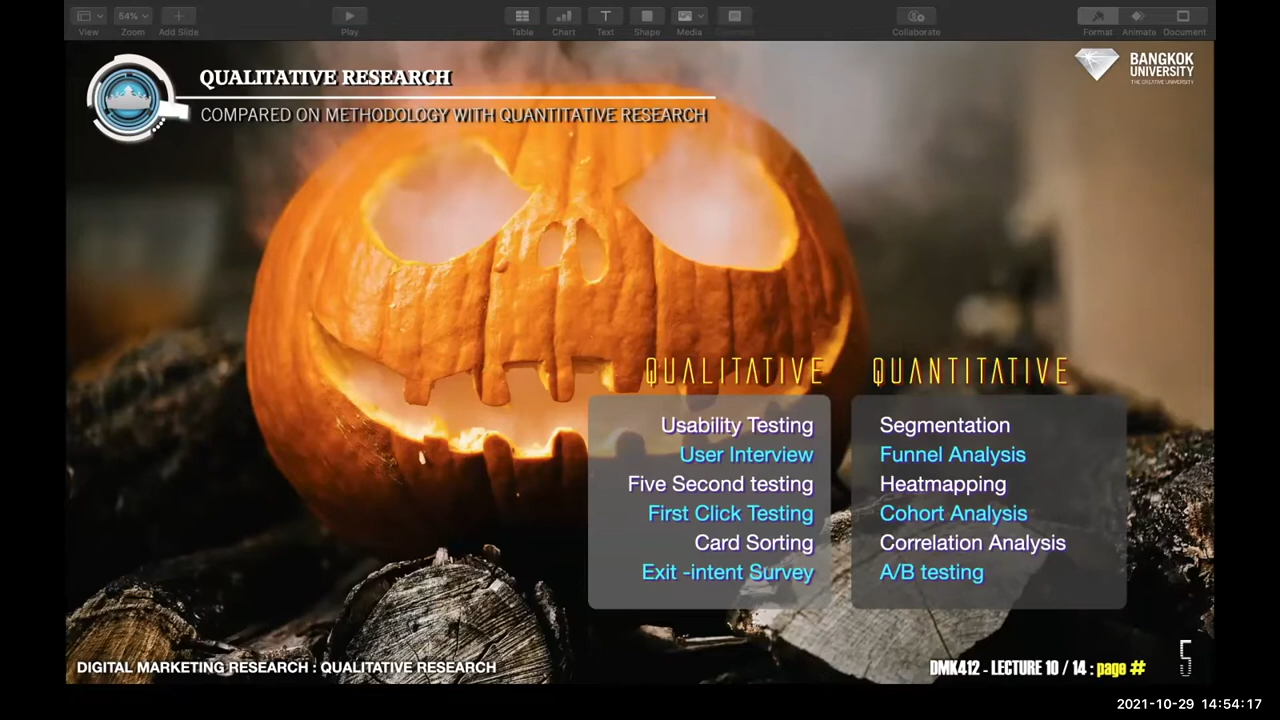 54%
View
Zoom
Add Slide
Play
Table
Chart
Text
Shape
Media
Collaborate
Format
Animate
Document
QUALITATIVE RESEARCH
COMPARED ON METHODOLOGY WITH QUANTITATIVE RESEARCH
BANGKOK
UNIVERSITY
THE CREATIVE UNIVERSITY
QUALITATIVE
Usability Testing
User Interview
Five Second testing
First Click Testing
Card Sorting
Exit -intent Survey
QUANTITATIVE
Segmentation
Funnel Analysis
Heatmapping
Cohort Analysis
Correlation Analysis
A/B testing
DIGITAL MARKETING RESEARCH : QUALITATIVE RESEARCH
DMK412 - LECTURE 10 / 14 : page #
5
2021-10-29 14:54:17